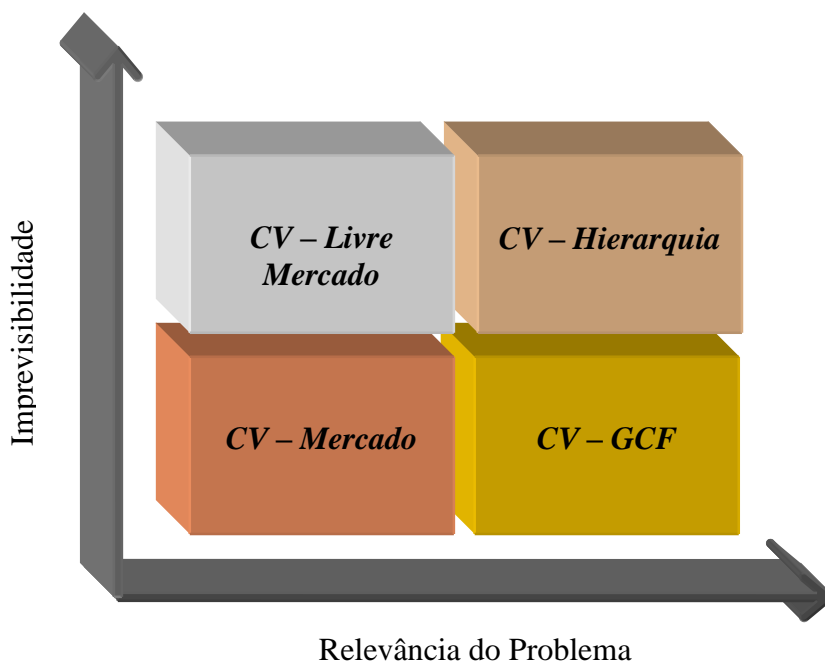 Imprevisibilidade
CV – Livre
Mercado
CV – Hierarquia
CV – Mercado
CV – GCF
Relevância do Problema